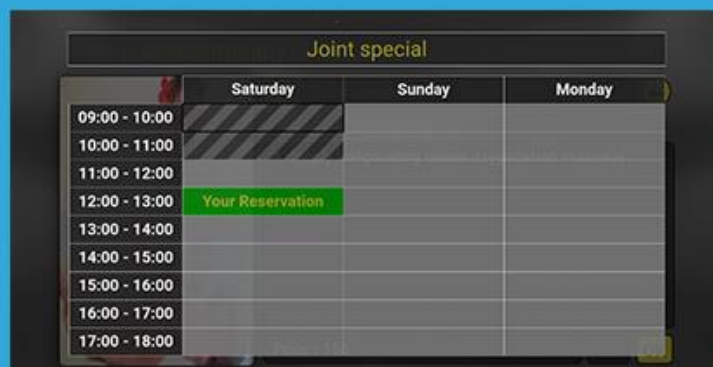 Joint special
Saturday Sunday Monday
09:00 - 10:00
10:00 - 11:00
11:00 - 12:00
12:00 - 13:00 Your Reservation
13:00 - 14:00
14:00 - 15:00
15:00 - 16:00
16:00 - 17:00
17:00 - 18:00